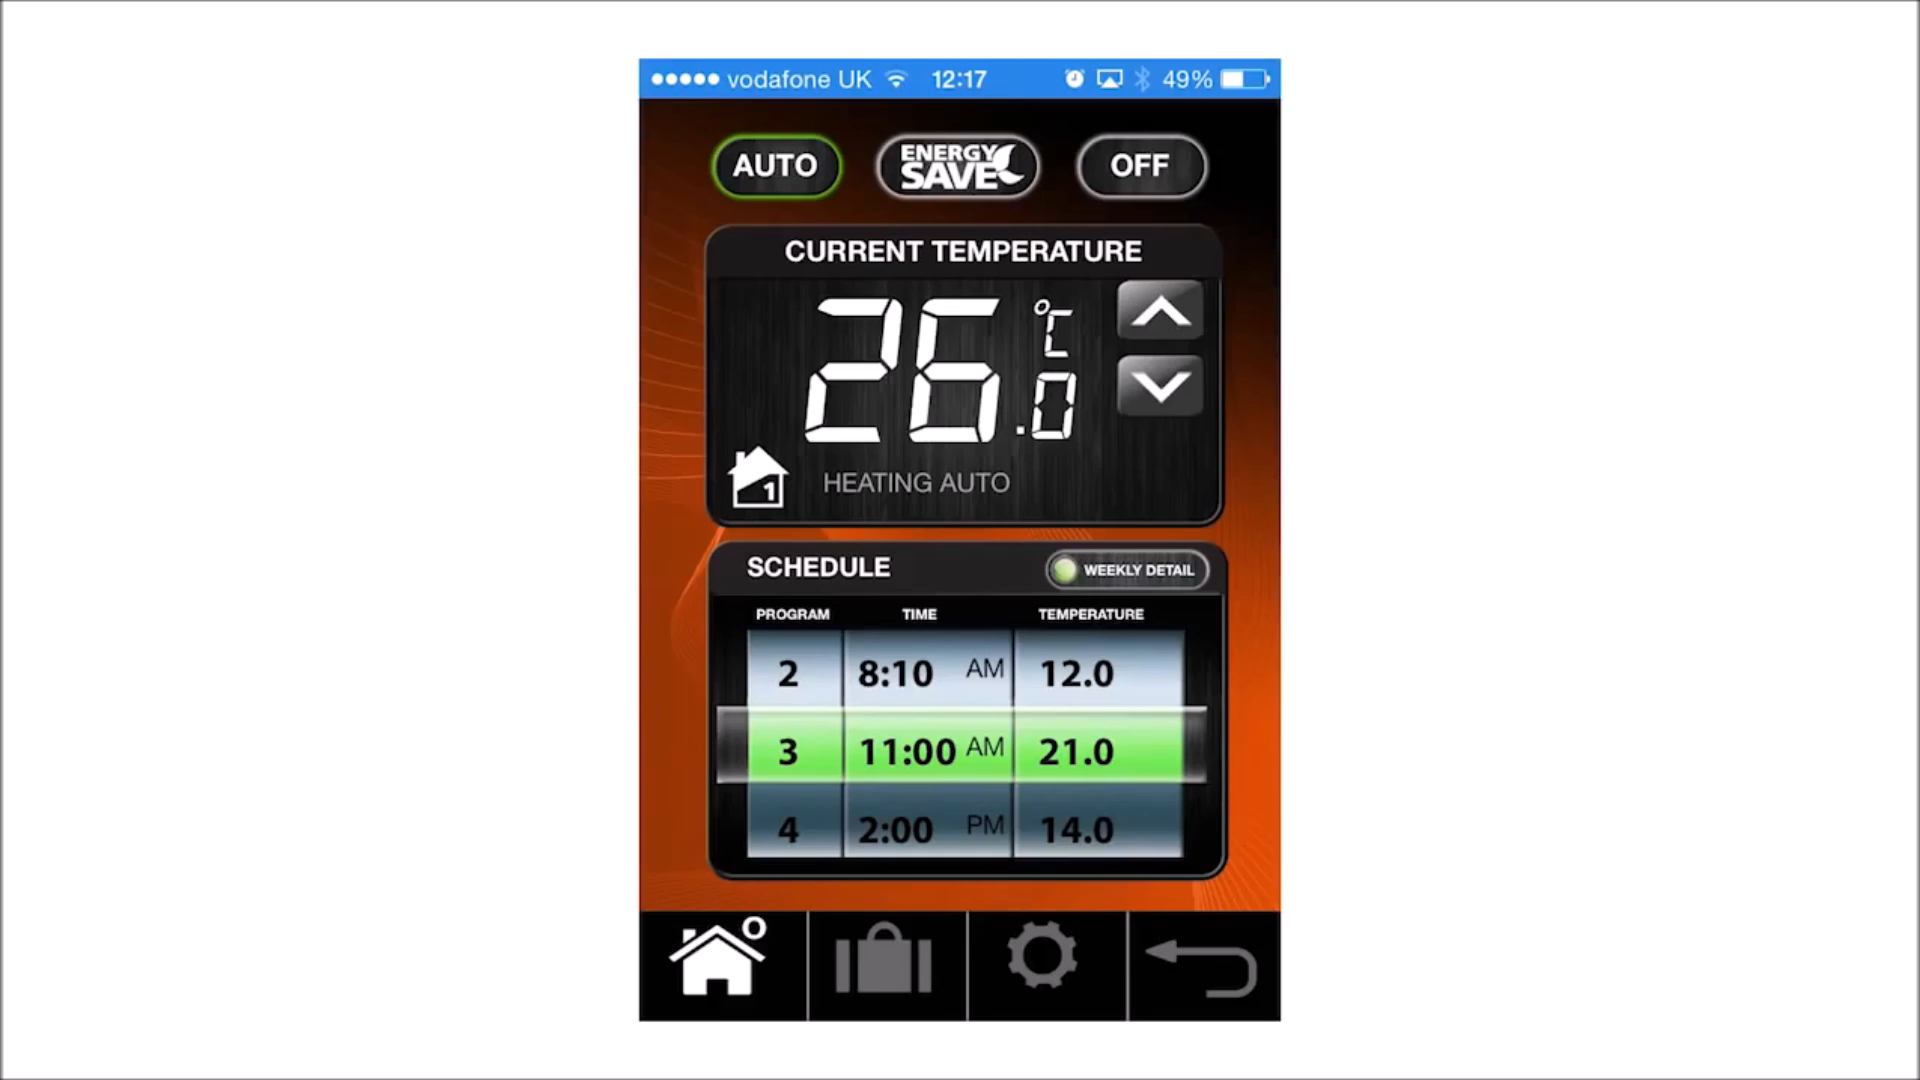 vodafone UK 12:17 49%
AUTO ENERGY SAVE OFF
CURRENT TEMPERATURE
26.0 °C
1 HEATING AUTO
SCHEDULE WEEKLY DETAIL
PROGRAM TIME TEMPERATURE
2 8:10 AM 12.0
3 11:00 AM 21.0
4 2:00 PM 14.0